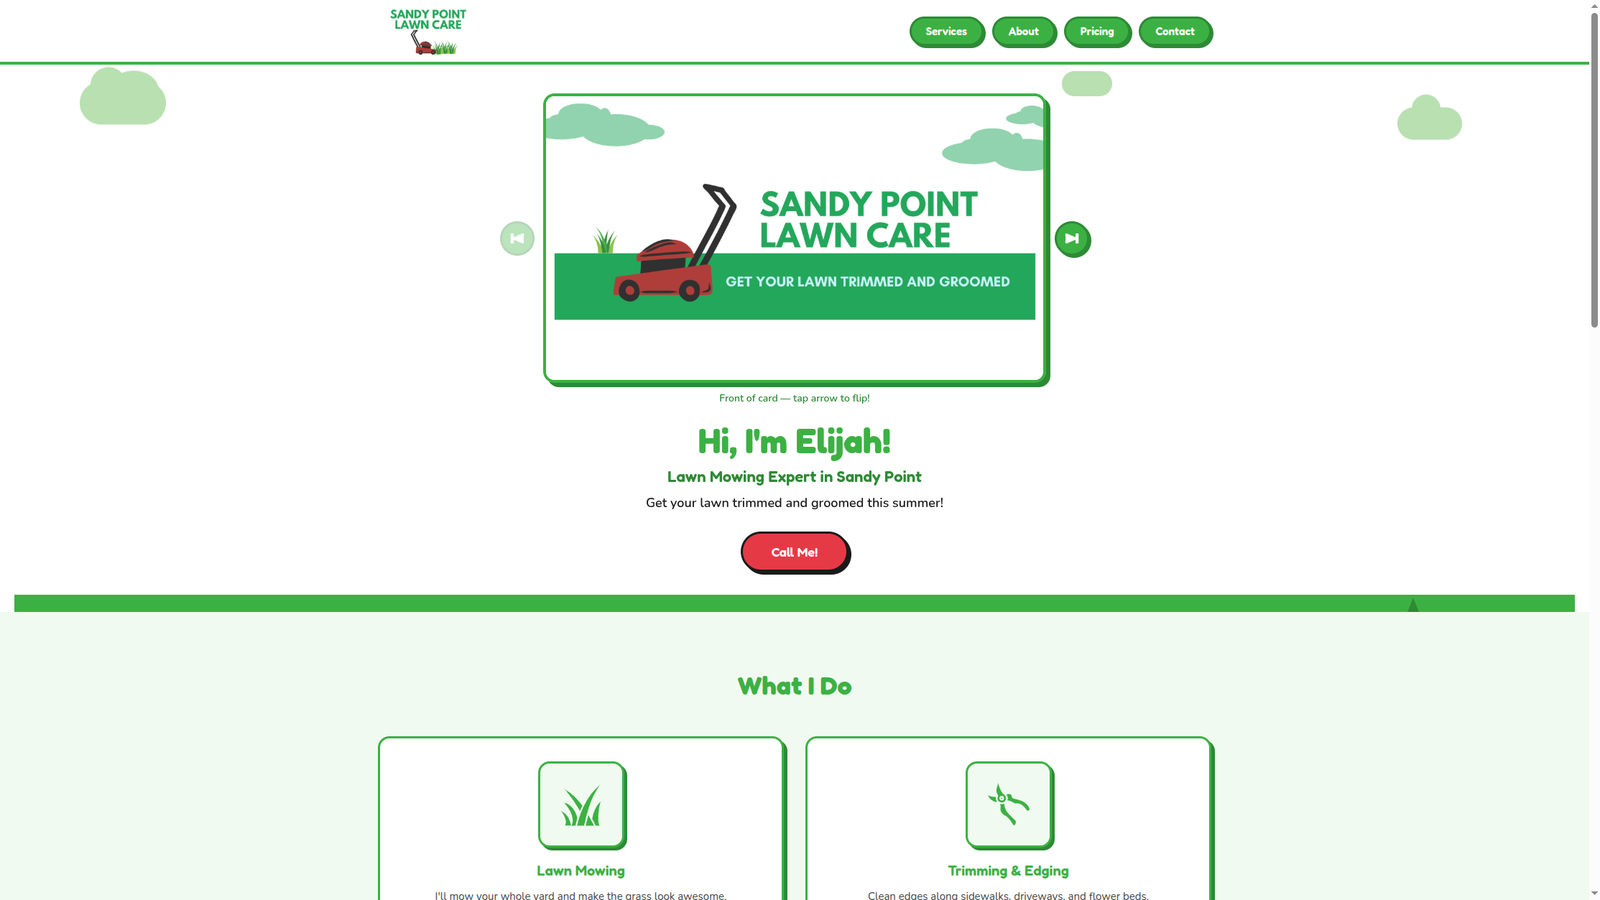 SANDY POINT
LAWN CARE
Services
About
Pricing
Contact
SANDY POINT
LAWN CARE
GET YOUR LAWN TRIMMED AND GROOMED
Front of card — tap arrow to flip!
Hi, I'm Elijah!
Lawn Mowing Expert in Sandy Point
Get your lawn trimmed and groomed this summer!
Call Me!
What I Do
Lawn Mowing
I'll mow your whole yard and make the grass look awesome.
Trimming & Edging
Clean edges along sidewalks, driveways, and flower beds.